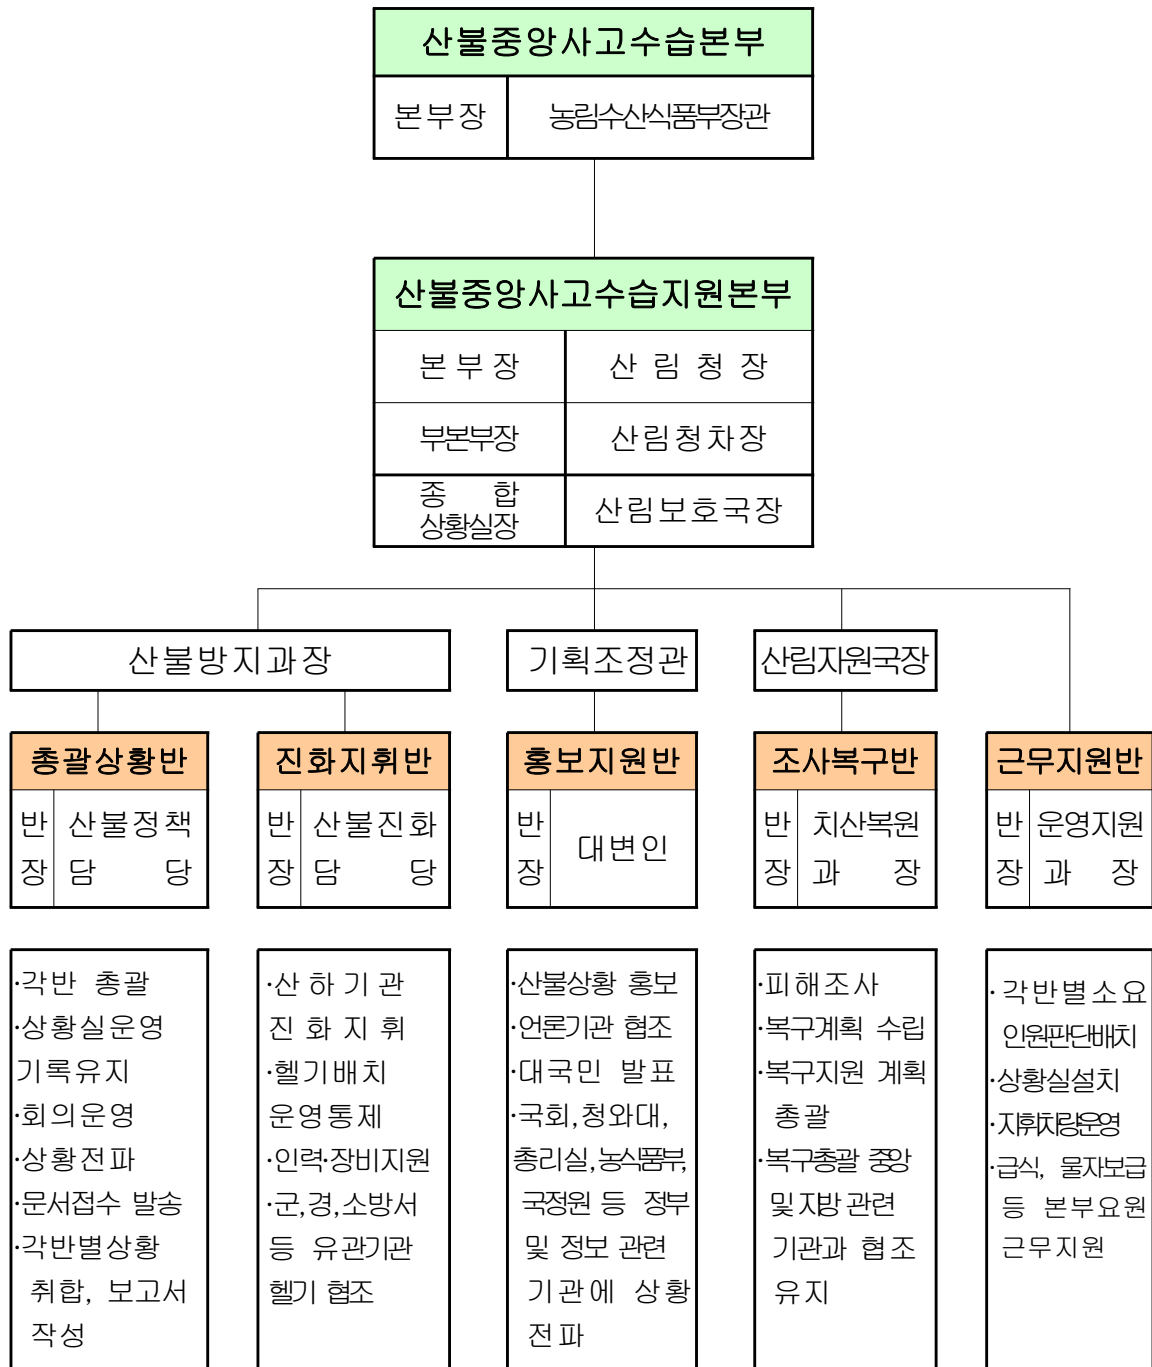 산불중앙사고수습본부
본부장 농림수산식품부장관
산불중앙사고수습지원본부
본부장 산림청장
부본부장 산림청차장
종 합
상황실장 산림보호국장
산불방지과장
기획조정관
산림자원국장
총괄상황반
반 산불정책
장 담 당
·각반 총괄
·상황실운영
기록유지
·회의운영
·상황전파
·문서접수 발송
·각반별상황
취합, 보고서
작성
진화지휘반
반 산불진화
장 담 당
·산하기관
진화지휘
·헬기배치
운영통제
·인력·장비지원
·군,경,소방서
등 유관기관
헬기 협조
홍보지원반
반
장 대변인
·산불상황 홍보
·언론기관 협조
·대국민 발표
·국회,청와대,
총리실,농식품부,
국정원 등 정부
및 정보 관련
기관에 상황
전파
조사복구반
반 치산복원
장 과 장
·피해조사
·복구계획 수립
·복구지원 계획
총괄
·복구총괄 중앙
및 지방 관련
기관과 협조
유지
근무지원반
반 운영지원
장 과 장
·각반별소요
인원판단배치
·상황실설치
·지휘차량운영
·급식, 물자보급
등 본부요원
근무지원